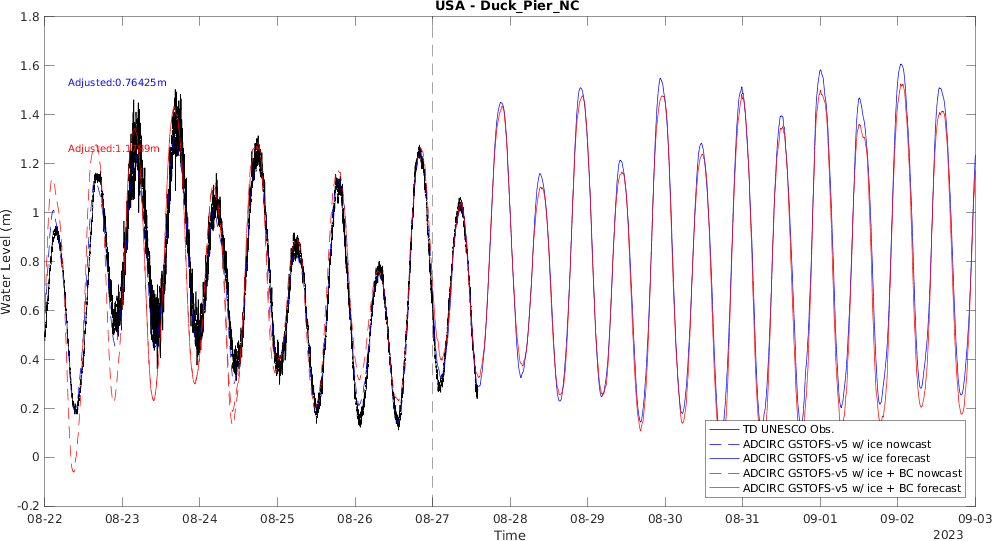 USA - Duck_Pier_NC
1.8
1.6
1.4
1.2
1
0.8
0.6
0.4
0.2
0
-0.2
Water Level (m)
Adjusted:0.76425m
TD UNESCO Obs.
ADCIRC GSTOFS-v5 w/ ice nowcast
ADCIRC GSTOFS-v5 w/ ice forecast
ADCIRC GSTOFS-v5 w/ ice + BC nowcast
ADCIRC GSTOFS-v5 w/ ice + BC forecast
08-22 08-23 08-24 08-25 08-26 08-27 08-28 08-29 08-30 08-31 09-01 09-02 09-03
Time
2023